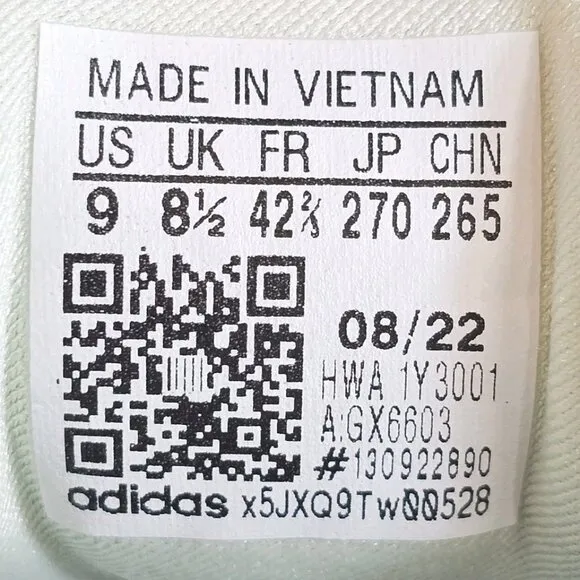 MADE IN VIETNAM
US UK FR JP CHN
9 8½ 42⅔ 270 265
08/22
HWA 1Y3001
A:GX6603
#130922890
adidas x5JXQ9Tw00528